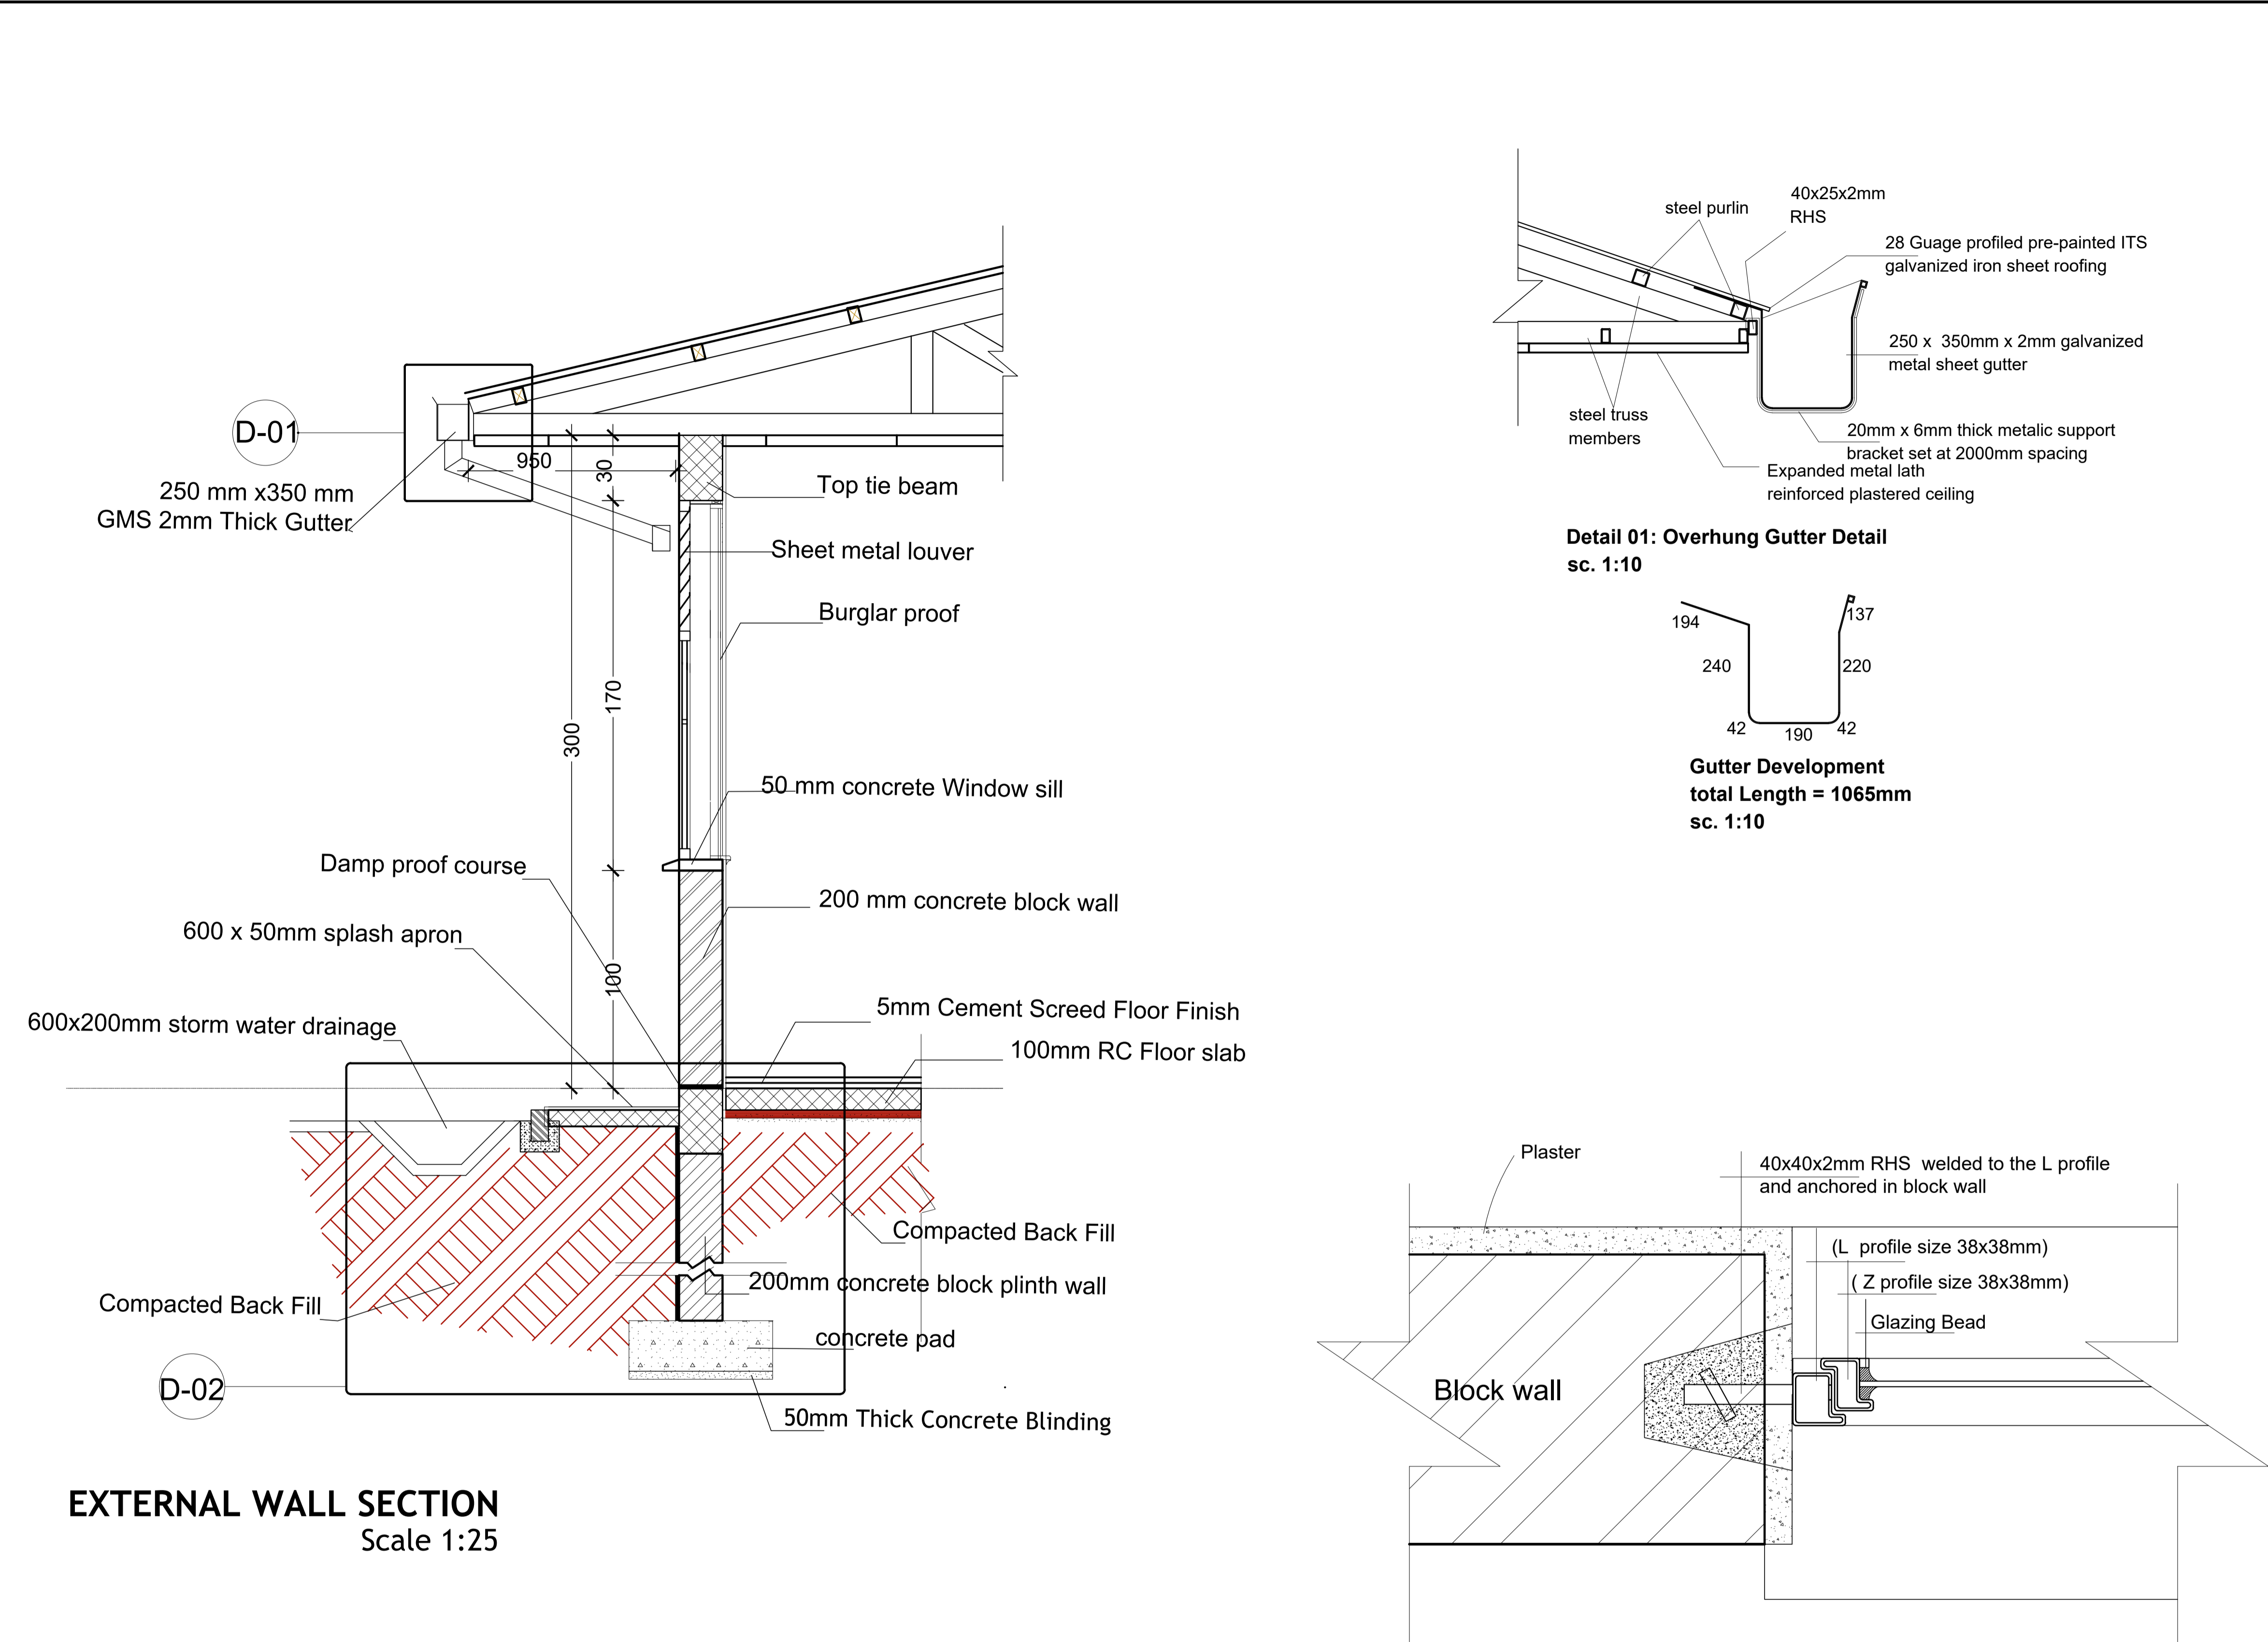 D-01
250 mm x350 mm
GMS 2mm Thick Gutter
950
30
Top tie beam
Sheet metal louver
Burglar proof
170
300
50 mm concrete Window sill
Damp proof course
200 mm concrete block wall
600 x 50mm splash apron
100
5mm Cement Screed Floor Finish
600x200mm storm water drainage
100mm RC Floor slab
Compacted Back Fill
200mm concrete block plinth wall
Compacted Back Fill
concrete pad
D-02
50mm Thick Concrete Blinding
EXTERNAL WALL SECTION
Scale 1:25
steel purlin
40x25x2mm
RHS
28 Guage profiled pre-painted ITS
galvanized iron sheet roofing
250 x 350mm x 2mm galvanized
metal sheet gutter
steel truss
members
20mm x 6mm thick metalic support
bracket set at 2000mm spacing
Expanded metal lath
reinforced plastered ceiling
Detail 01: Overhung Gutter Detail
sc. 1:10
194
137
240
220
42
190
42
Gutter Development
total Length = 1065mm
sc. 1:10
Plaster
40x40x2mm RHS welded to the L profile
and anchored in block wall
(L profile size 38x38mm)
( Z profile size 38x38mm)
Glazing Bead
Block wall